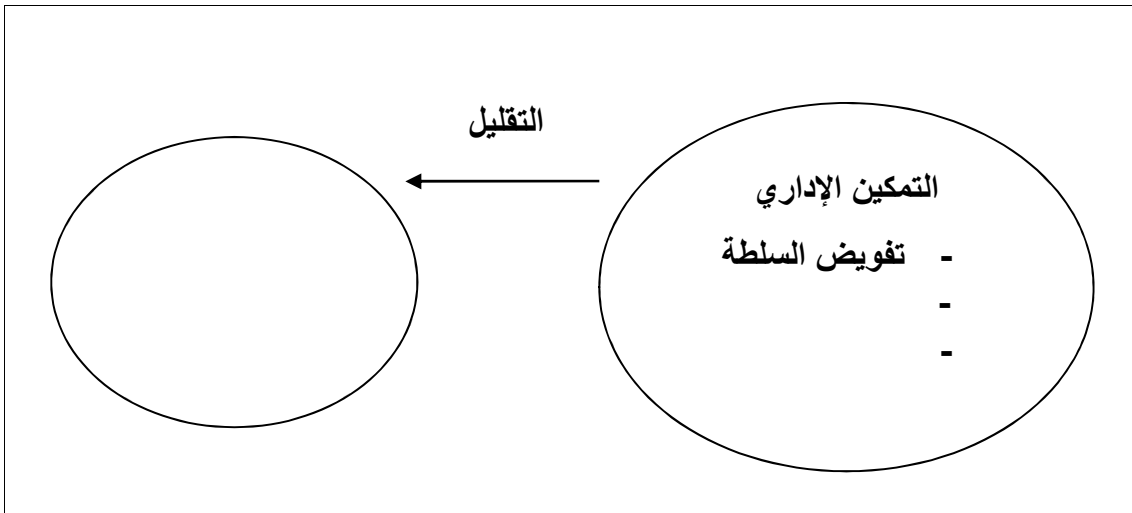 التقليل
التمكين الإداري
- تفويض السلطة
-
-